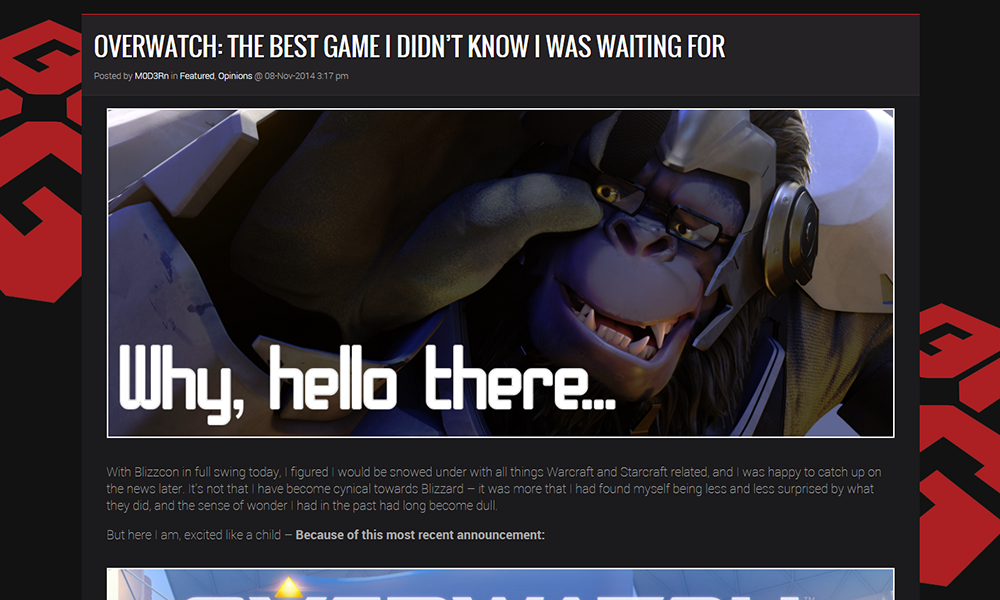 OVERWATCH: THE BEST GAME I DIDN'T KNOW I WAS WAITING FOR
Posted by M0D3Rn in Featured, Opinions @ 08-Nov-2014 3:17 pm
Why, hello there...
With Blizzcon in full swing today, I figured I would be snowed under with all things Warcraft and Starcraft related, and I was happy to catch up on
the news later. It's not that I have become cynical towards Blizzard – it was more that I had found myself being less and less surprised by what
they did, and the sense of wonder I had in the past had long become dull.
But here I am, excited like a child – Because of this most recent announcement:
OVERWATCH